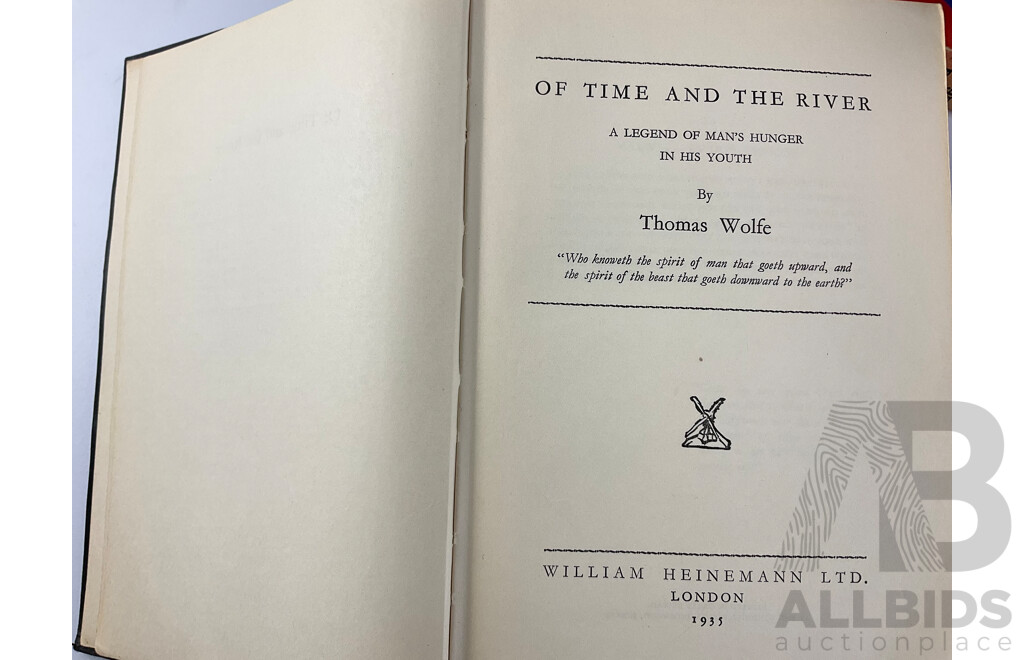 OF TIME AND THE RIVER
A LEGEND OF MAN'S HUNGER
IN HIS YOUTH
By
Thomas Wolfe
"Who knoweth the spirit of man that goeth upward, and
the spirit of the beast that goeth downward to the earth?"
WILLIAM HEINEMANN LTD.
LONDON
1935
AB
ALLBIDS
auctionplace